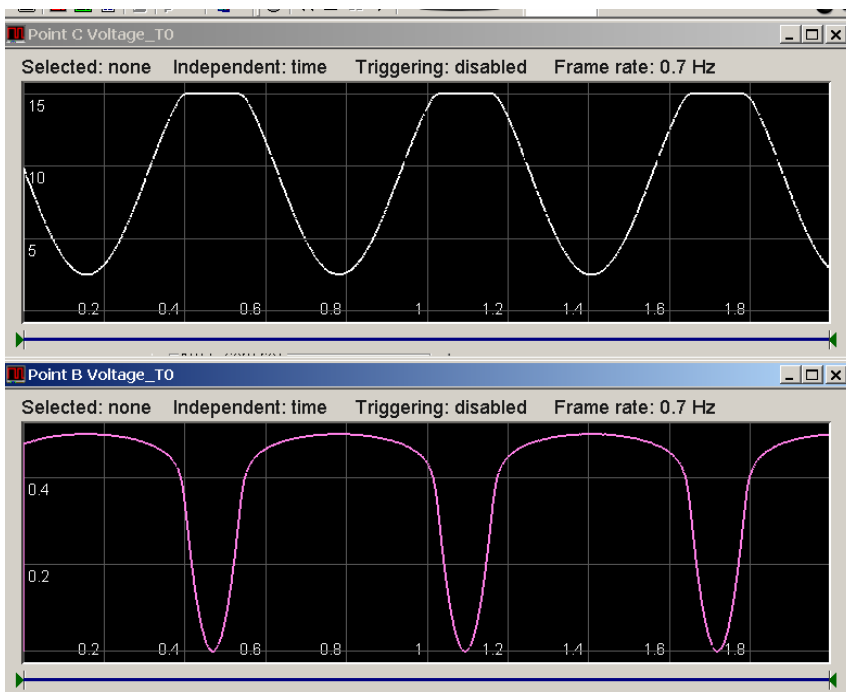 Point C Voltage_T0
Selected: none Independent: time Triggering: disabled Frame rate: 0.7 Hz
15
10
5
0.2 0.4 0.6 0.8 1 1.2 1.4 1.6 1.8
Point B Voltage_T0
Selected: none Independent: time Triggering: disabled Frame rate: 0.7 Hz
0.4
0.2
0.2 0.4 0.6 0.8 1 1.2 1.4 1.6 1.8